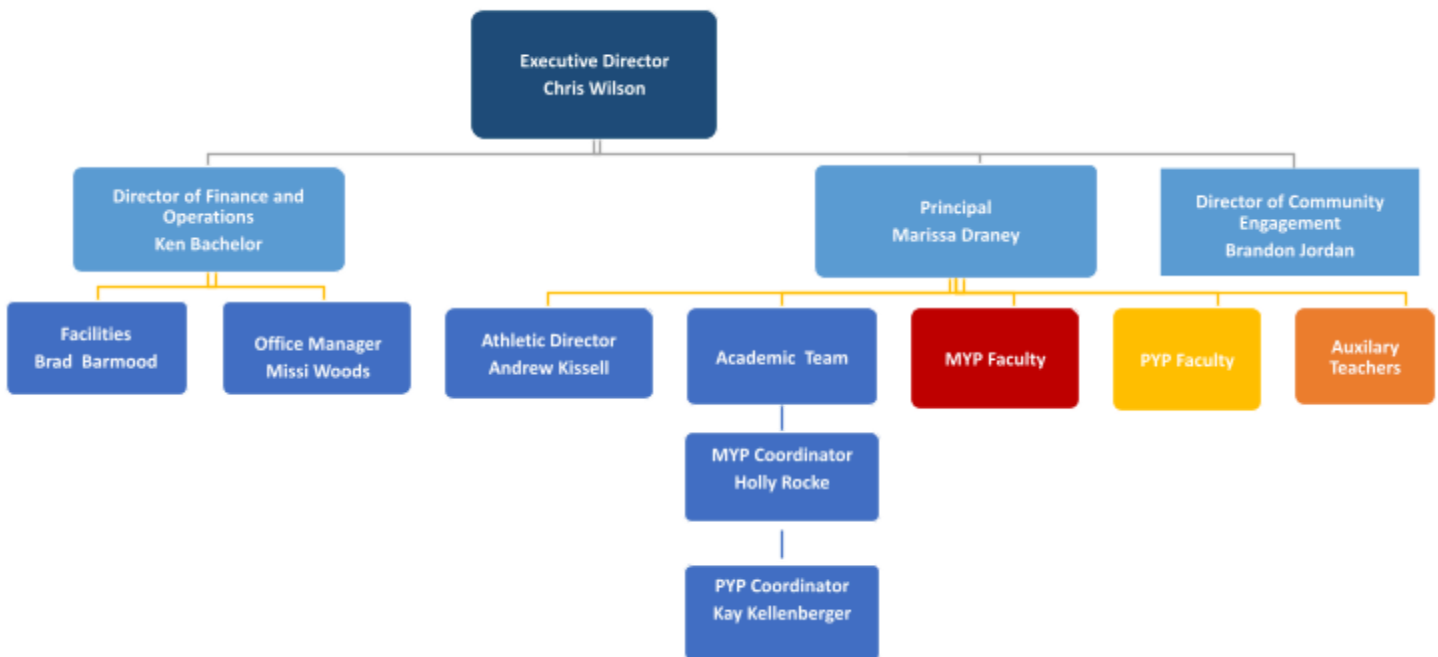 Executive Director
Chris Wilson
Director of Finance and
Operations
Ken Bachelor
Principal
Marissa Draney
Director of Community
Engagement
Brandon Jordan
Facilities
Brad Barmood
Office Manager
Missi Woods
Athletic Director
Andrew Kissell
Academic Team
MYP Faculty
PYP Faculty
Auxilary
Teachers
MYP Coordinator
Holly Rocke
PYP Coordinator
Kay Kellenberger